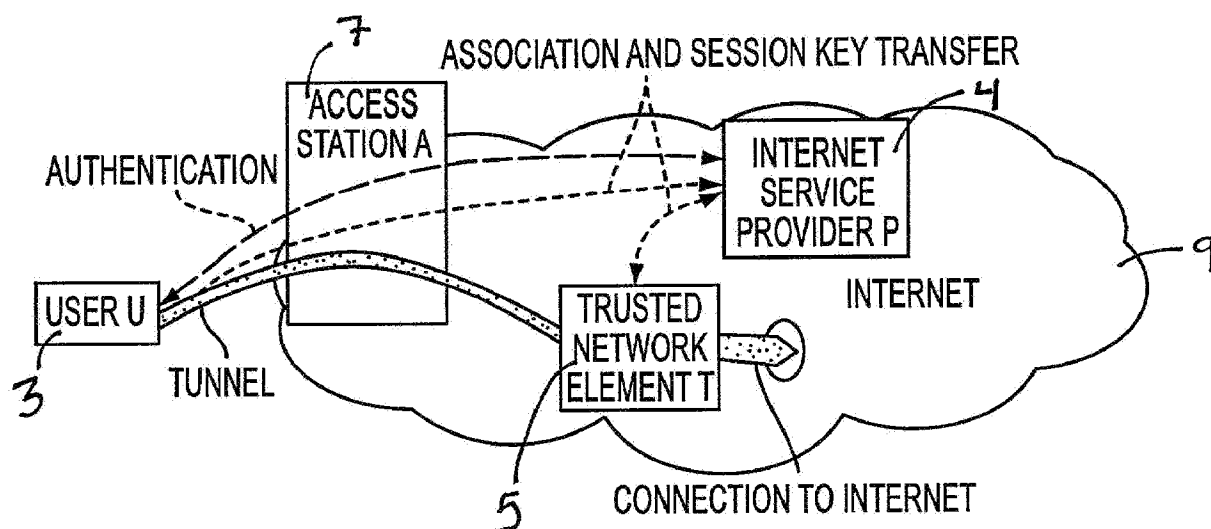 7
ASSOCIATION AND SESSION KEY TRANSFER
ACCESS
STATION A
4
AUTHENTICATION
INTERNET
SERVICE
PROVIDER P
9
INTERNET
USER U
TRUSTED
NETWORK
ELEMENT T
3
TUNNEL
5
CONNECTION TO INTERNET